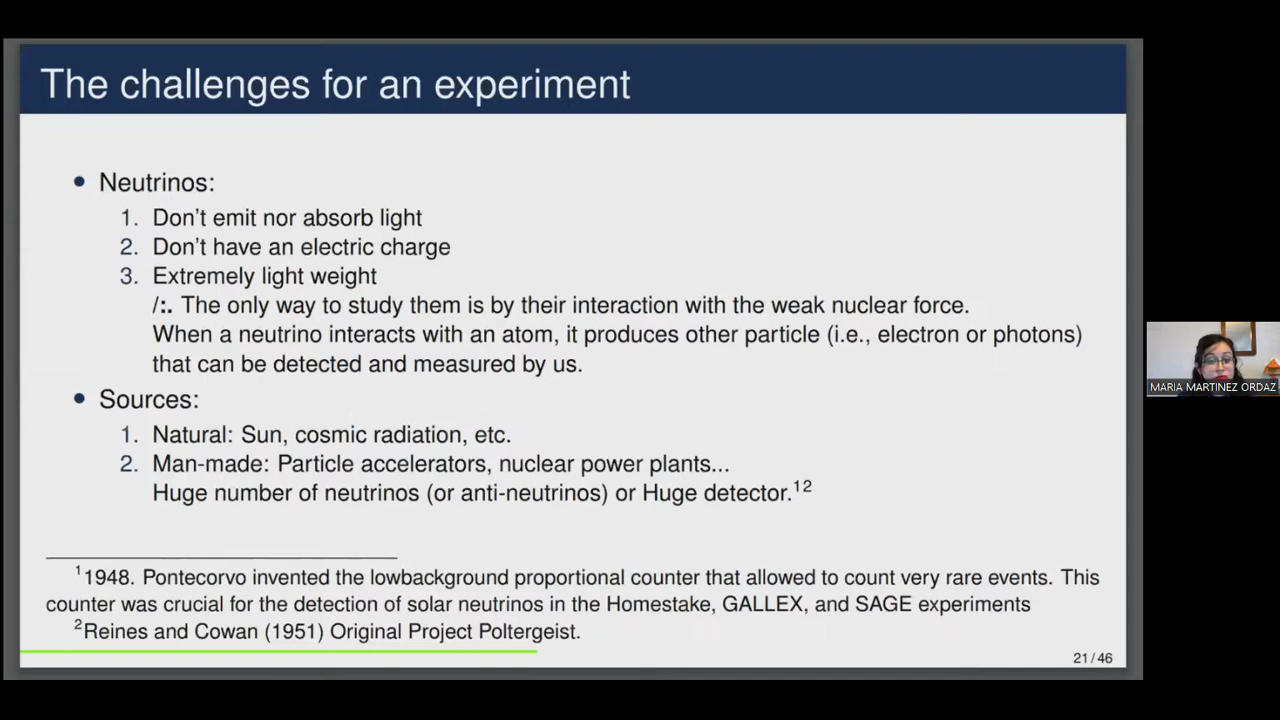 The challenges for an experiment
• Neutrinos:
1. Don't emit nor absorb light
2. Don't have an electric charge
3. Extremely light weight
/:. The only way to study them is by their interaction with the weak nuclear force.
When a neutrino interacts with an atom, it produces other particle (i.e., electron or photons)
that can be detected and measured by us.
• Sources:
1. Natural: Sun, cosmic radiation, etc.
2. Man-made: Particle accelerators, nuclear power plants...
Huge number of neutrinos (or anti-neutrinos) or Huge detector.¹²
¹1948. Pontecorvo invented the lowbackground proportional counter that allowed to count very rare events. This
counter was crucial for the detection of solar neutrinos in the Homestake, GALLEX, and SAGE experiments
²Reines and Cowan (1951) Original Project Poltergeist.
21/46
MARIA MARTINEZ ORDAZ